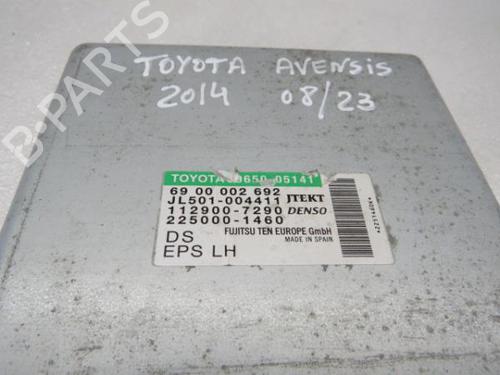 TOYOTA AVENSIS
2014 08/23
TOYOTA 89650-05141
69 00 002 692
JL501-004411 JTEKT
112900-7290 DENSO
225000-1460
DS FUJITSU TEN EUROPE GmbH
EPS LH MADE IN SPAIN
B-PARTS